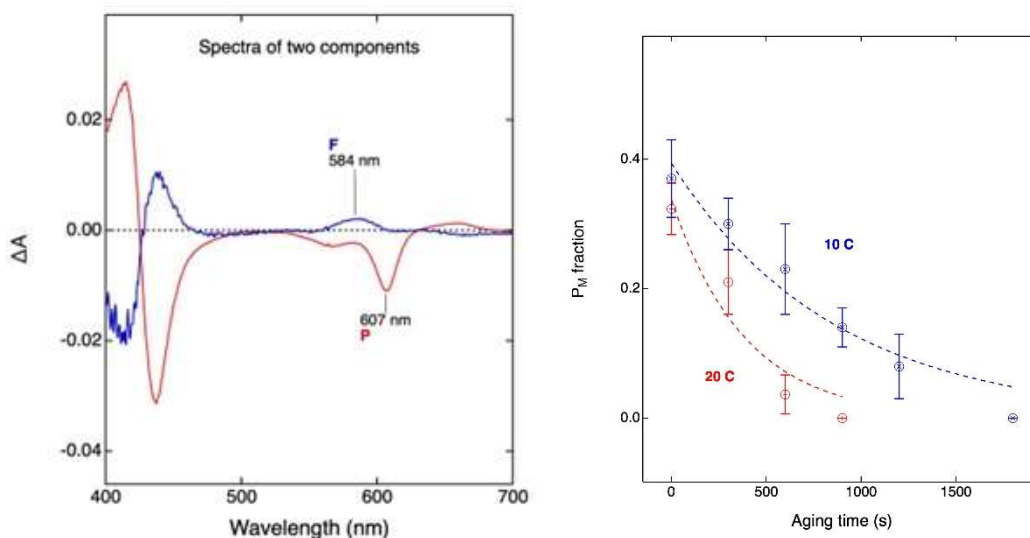 Spectra of two components
F
584 nm
607 nm
P
0.02
0.00
-0.02
-0.04
ΔA
400
500
600
700
Wavelength (nm)
0.4
0.2
0.0
P_M fraction
10 C
20 C
0
500
1000
1500
Aging time (s)